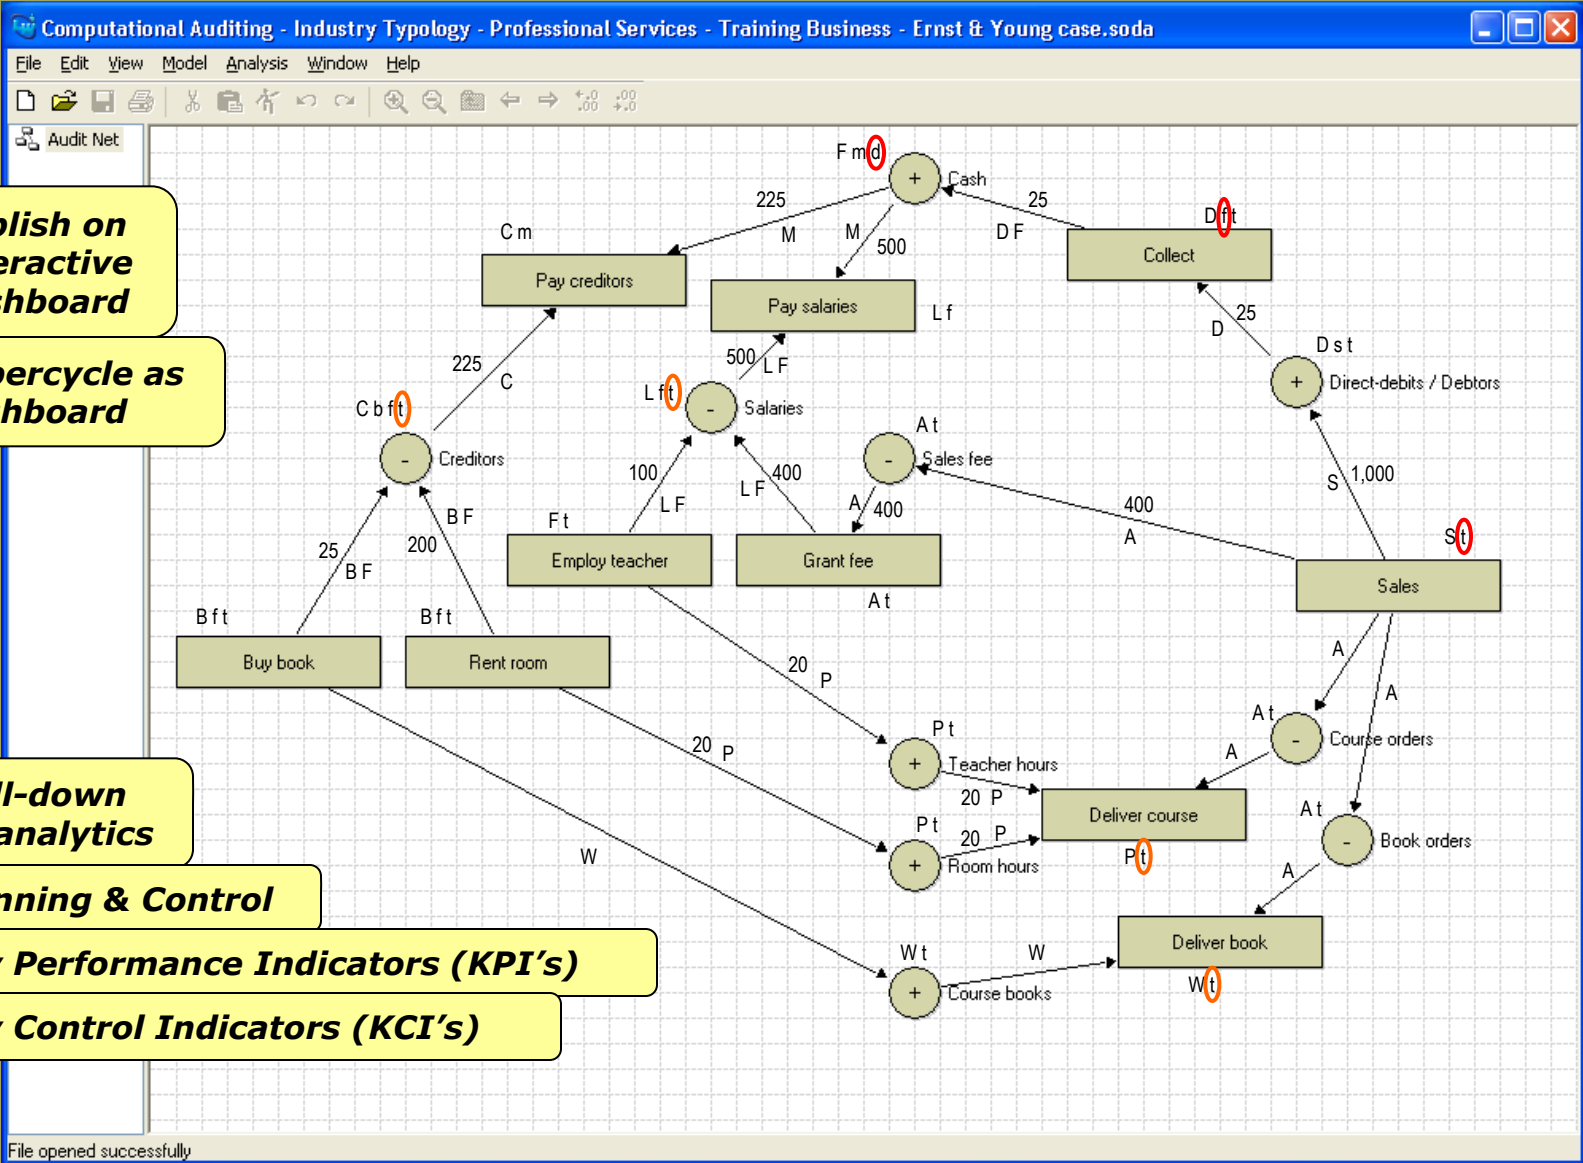 Computational Auditing - Industry Typology - Professional Services - Training Business - Ernst & Young case.soda
File Edit View Model Analysis Window Help
Audit Net
F m d
Cash
225
M
M
500
25
D F
D f t
Collect
C m
Pay creditors
Pay salaries
L f
25
D
D s t
Direct-debits / Debtors
225
C
500
L F
L f t
Salaries
C b f t
Creditors
A t
Sales fee
100
L F
400
L F
A
400
400
A
S
1,000
S t
Sales
25
B F
B F
200
F t
Employ teacher
Grant fee
A t
B f t
Buy book
B f t
Rent room
20
P
20
P
A
A
A t
Course orders
A
P t
Teacher hours
20 P
Deliver course
P t
P t
Room hours
20 P
A t
Book orders
A
W
W t
Course books
W
Deliver book
W t
blish on
eractive
shboard
percycle as
hboard
ll-down
analytics
nning & Control
Performance Indicators (KPI’s)
Control Indicators (KCI’s)
File opened successfully